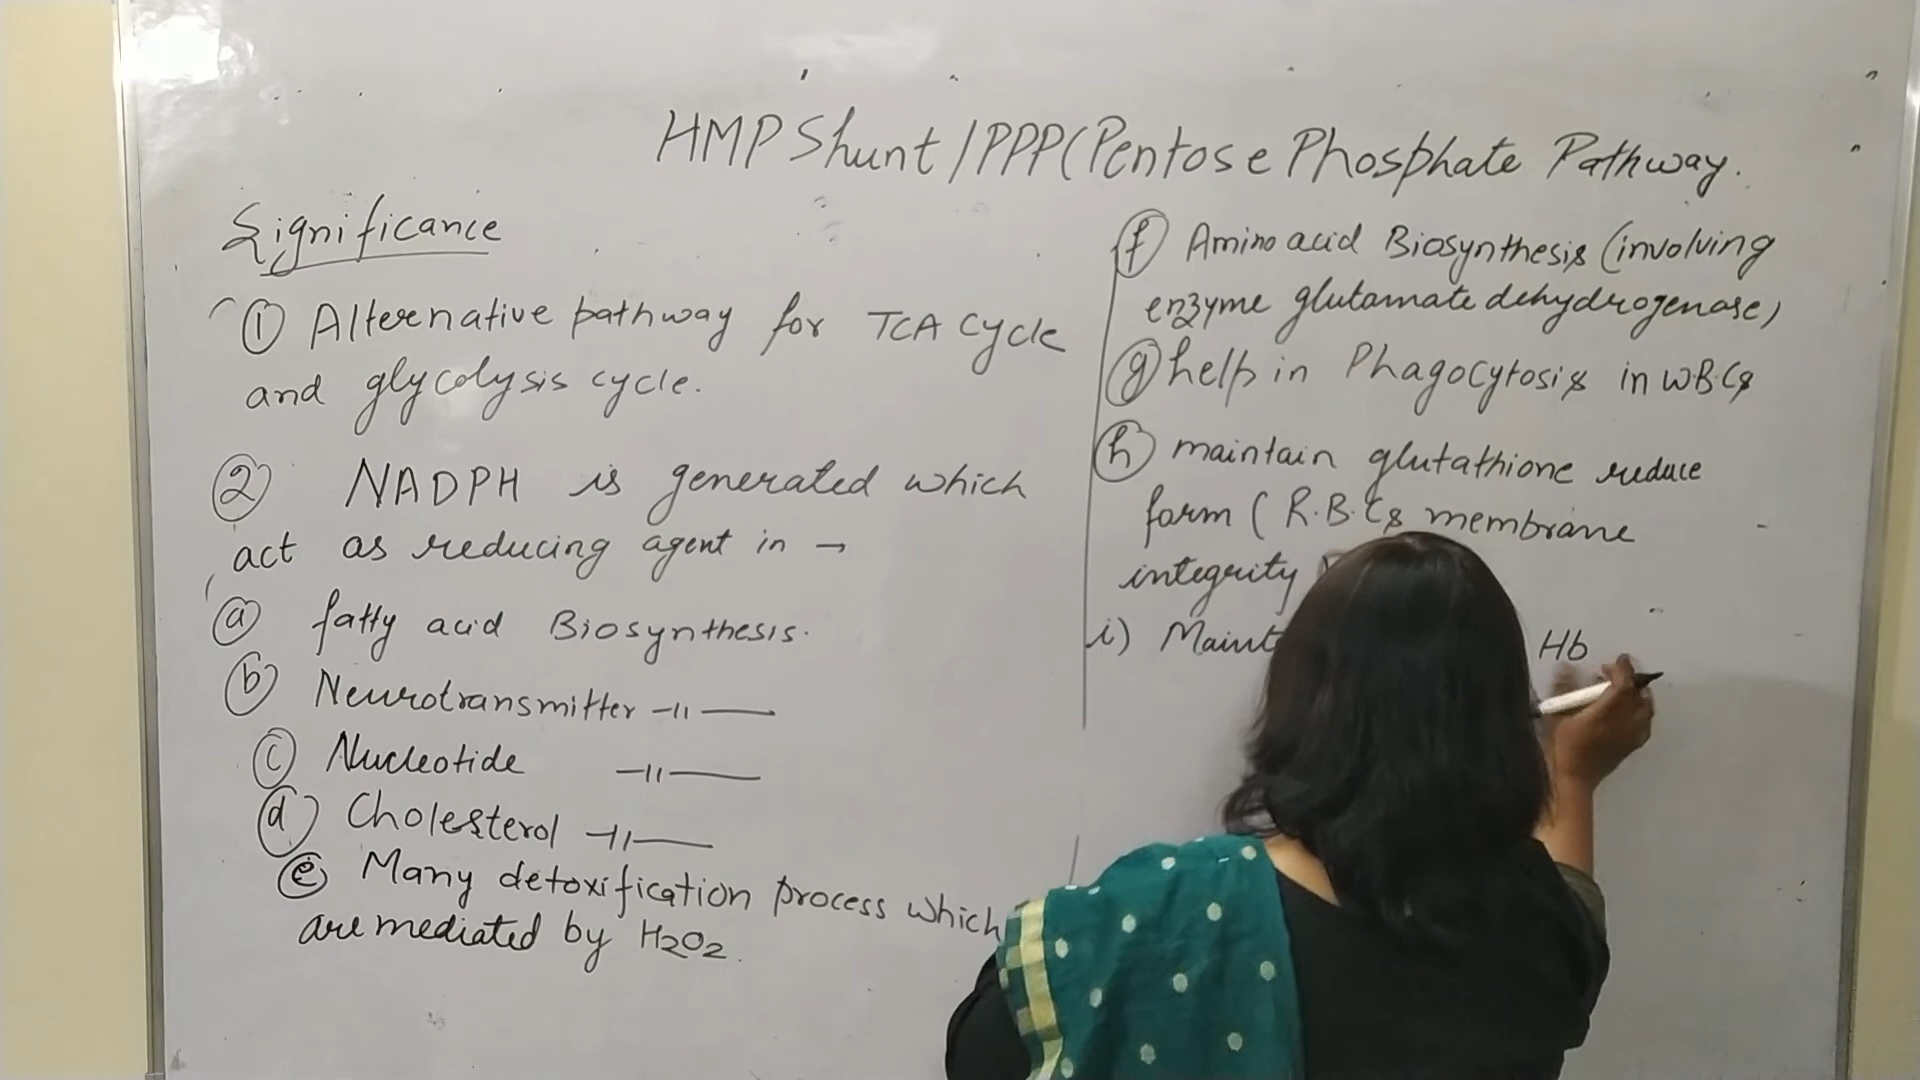 HMP Shunt / PPP (Pentose Phosphate Pathway.
Significance
① Alternative pathway for TCA Cycle
and glycolysis cycle.
② NADPH is generated which
act as reducing agent in →
ⓐ fatty acid Biosynthesis.
ⓑ Neurotransmitter —11—
ⓒ Nucleotide —11—
ⓓ Cholesterol —11—
ⓔ Many detoxification process which
are mediated by H2O2.
ⓕ Amino acid Biosynthesis (involving
enzyme glutamate dehydrogenase)
ⓖ help in Phagocytosis in W.B.Cs
ⓗ maintain glutathione reduce
form (R.B.Cs membrane
integrity
i) Maint Hb